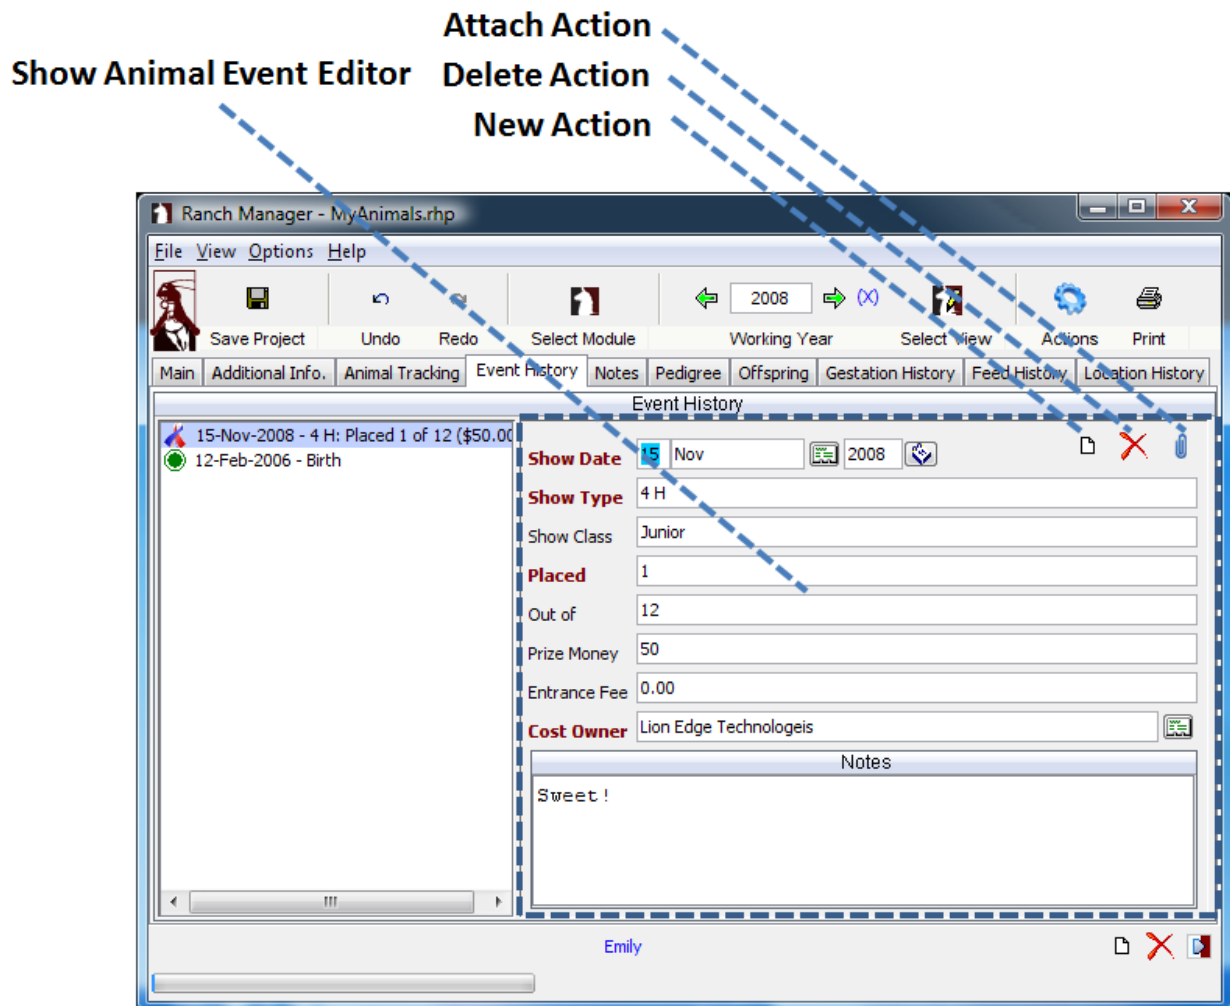 Attach Action
Show Animal Event Editor Delete Action
New Action
Ranch Manager - MyAnimals.rhp
File View Options Help
2008 (X)
Save Project Undo Redo Select Module Working Year Select View Actions Print
Main Additional Info. Animal Tracking Event History Notes Pedigree Offspring Gestation History Feed History Location History
Event History
15-Nov-2008 - 4 H: Placed 1 of 12 ($50.00
12-Feb-2006 - Birth
Show Date 15 Nov 2008
Show Type 4 H
Show Class Junior
Placed 1
Out of 12
Prize Money 50
Entrance Fee 0.00
Cost Owner Lion Edge Technologeis
Notes
Sweet!
Emily